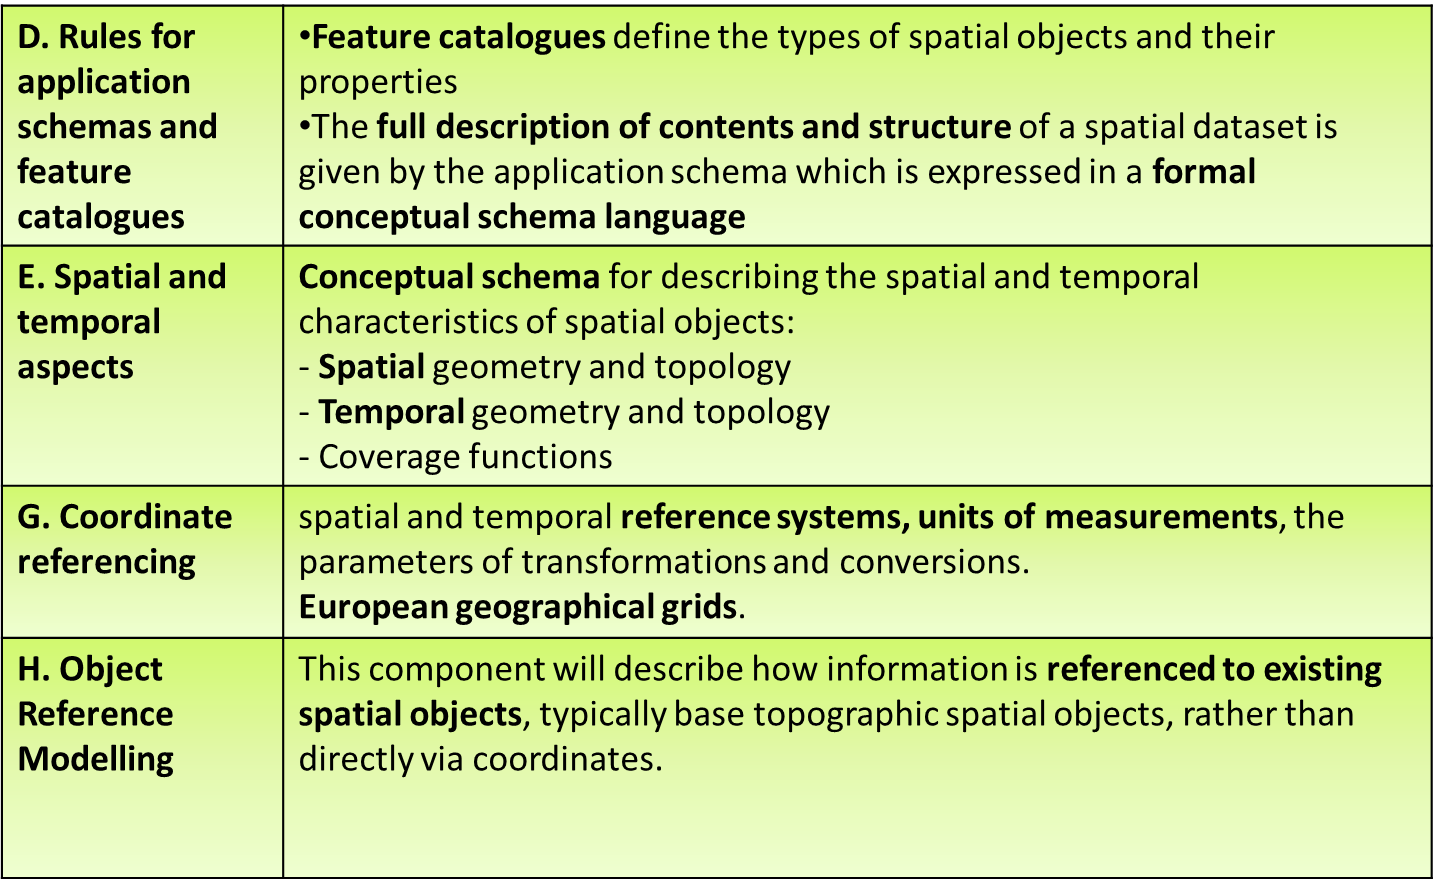 D. Rules for
application
schemas and
feature
catalogues
•Feature catalogues define the types of spatial objects and their
properties
•The full description of contents and structure of a spatial dataset is
given by the application schema which is expressed in a formal
conceptual schema language
E. Spatial and
temporal
aspects
Conceptual schema for describing the spatial and temporal
characteristics of spatial objects:
- Spatial geometry and topology
- Temporal geometry and topology
- Coverage functions
G. Coordinate
referencing
spatial and temporal reference systems, units of measurements, the
parameters of transformations and conversions.
European geographical grids.
H. Object
Reference
Modelling
This component will describe how information is referenced to existing
spatial objects, typically base topographic spatial objects, rather than
directly via coordinates.